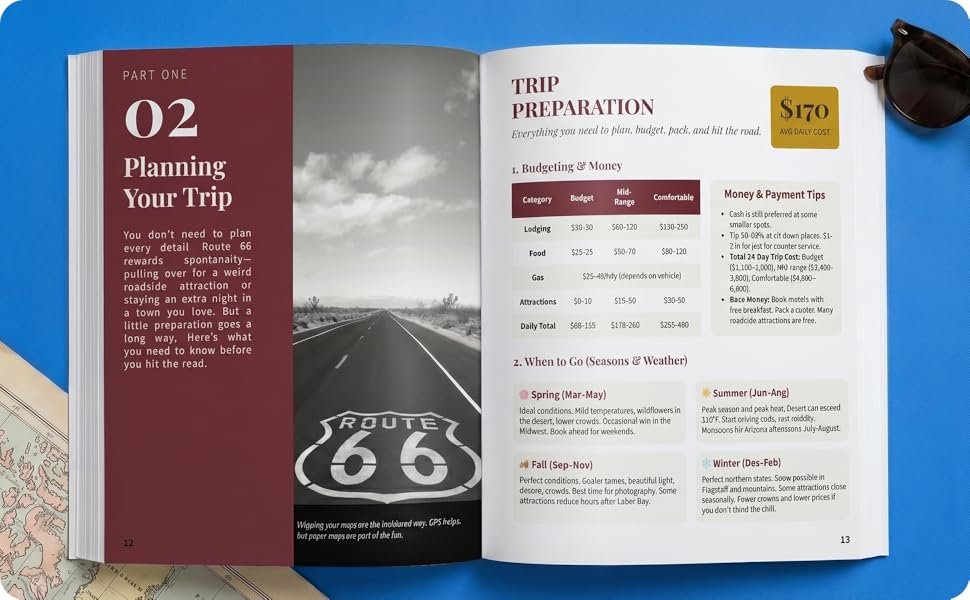 PART ONE
02
Planning
Your Trip
You don't need to plan
every detail Route 66
rewards spontanaity—
pulling over for a weird
roadside attraction or
staying an extra night in
a town you love. But a
little preparation goes a
long way, Here's what
you need to know before
you hit the read.
12
ROUTE
66
Wigping your maps are the inoluared way. GPS helps.
but paper maps are part of the fun.
TRIP
PREPARATION
Everything you need to plan, budget, pack, and hit the road.
$170
AVG DAILY COST
1. Budgeting & Money
Category Budget Mid-Range Comfortable
Lodging $30-30 $60-120 $130-250
Food $25-25 $50-70 $80-120
Gas $25-49/hdy (depends on vehicle)
Attractions $0-10 $15-50 $30-50
Daily Total $88-155 $178-260 $255-480
Money & Payment Tips
• Cash is still preferred at some
smaller spots.
• Tip 50-02% at cit down places. $1-
2 in for jest for counter service.
• Total 24 Day Trip Cost: Budget
($1,100–1,000), NRJ range ($3,400–
3,800), Comfortable ($4,800–
6,800).
• Bace Money: Book metels with
free breakfast. Pack a cuoter. Many
roadcide attractions are free.
2. When to Go (Seasons & Weather)
Spring (Mar-May)
Ideal conditions. Mild temperatures, wildflowers in
the desert, lower crowds. Occasional win in the
Midwest. Book ahead for weekends.
Summer (Jun-Ang)
Peak season and peak heat, Desert can exceed
110°F. Start oriving cods, rast roidlity.
Monsoons hir Arizona aftenssons July-August.
Fall (Sep-Nov)
Perfect conditions. Goaler tames, beautiful light,
desore, crowds. Best time for photography. Some
attractions reduce hours after Laber Bay.
Winter (Des-Feb)
Perfect northern states. Soow possible in
Flagstaff and mountains. Some attractions close
seasonally. Fower crowns and lower prices if
you don't thind the chill.
13